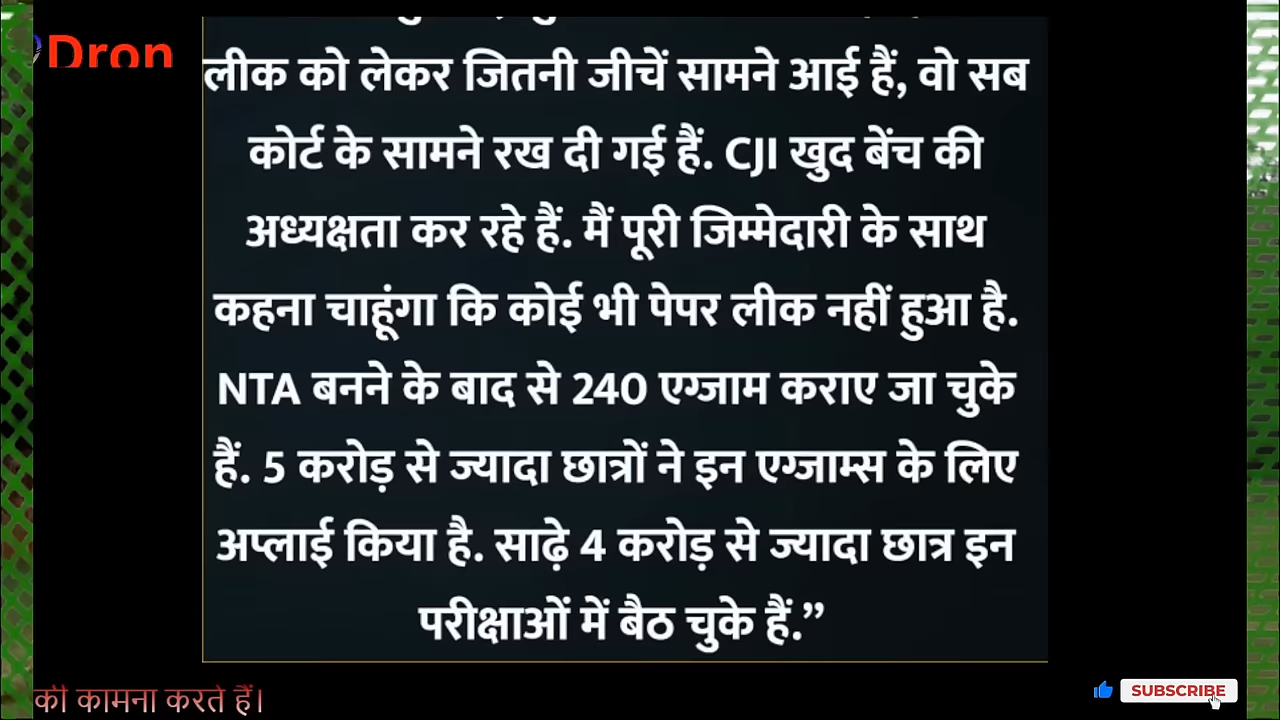 Dron
लीक को लेकर जितनी जीचें सामने आई हैं, वो सब
कोर्ट के सामने रख दी गई हैं. CJI खुद बेंच की
अध्यक्षता कर रहे हैं. मैं पूरी जिम्मेदारी के साथ
कहना चाहूंगा कि कोई भी पेपर लीक नहीं हुआ है.
NTA बनने के बाद से 240 एग्जाम कराए जा चुके
हैं. 5 करोड़ से ज्यादा छात्रों ने इन एग्जाम्स के लिए
अप्लाई किया है. साढ़े 4 करोड़ से ज्यादा छात्र इन
परीक्षाओं में बैठ चुके हैं.”
की कामना करते हैं।
SUBSCRIBE